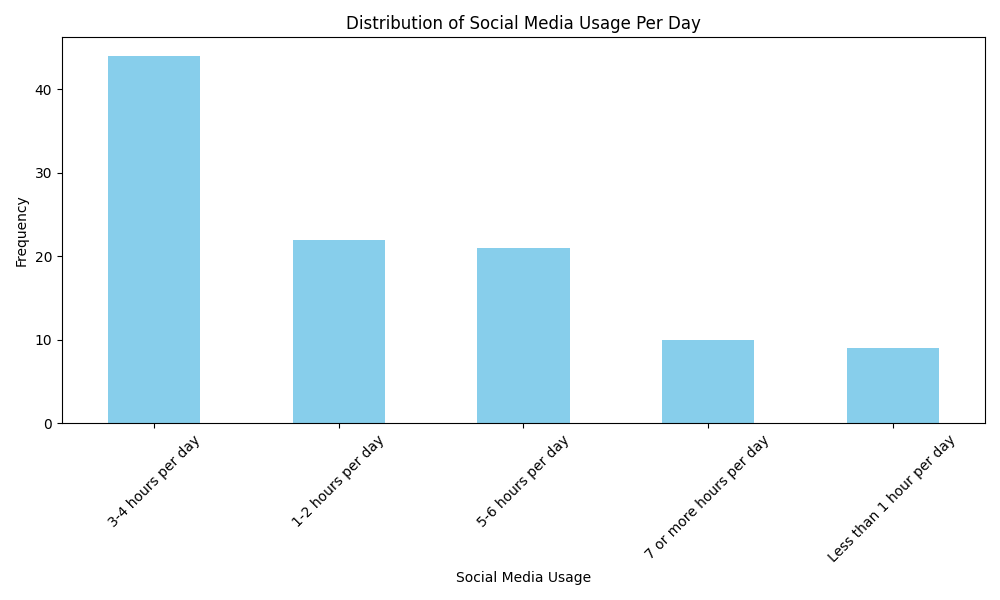 Distribution of Social Media Usage Per Day
Frequency
40
30
20
10
0
3-4 hours per day
1-2 hours per day
5-6 hours per day
7 or more hours per day
Less than 1 hour per day
Social Media Usage